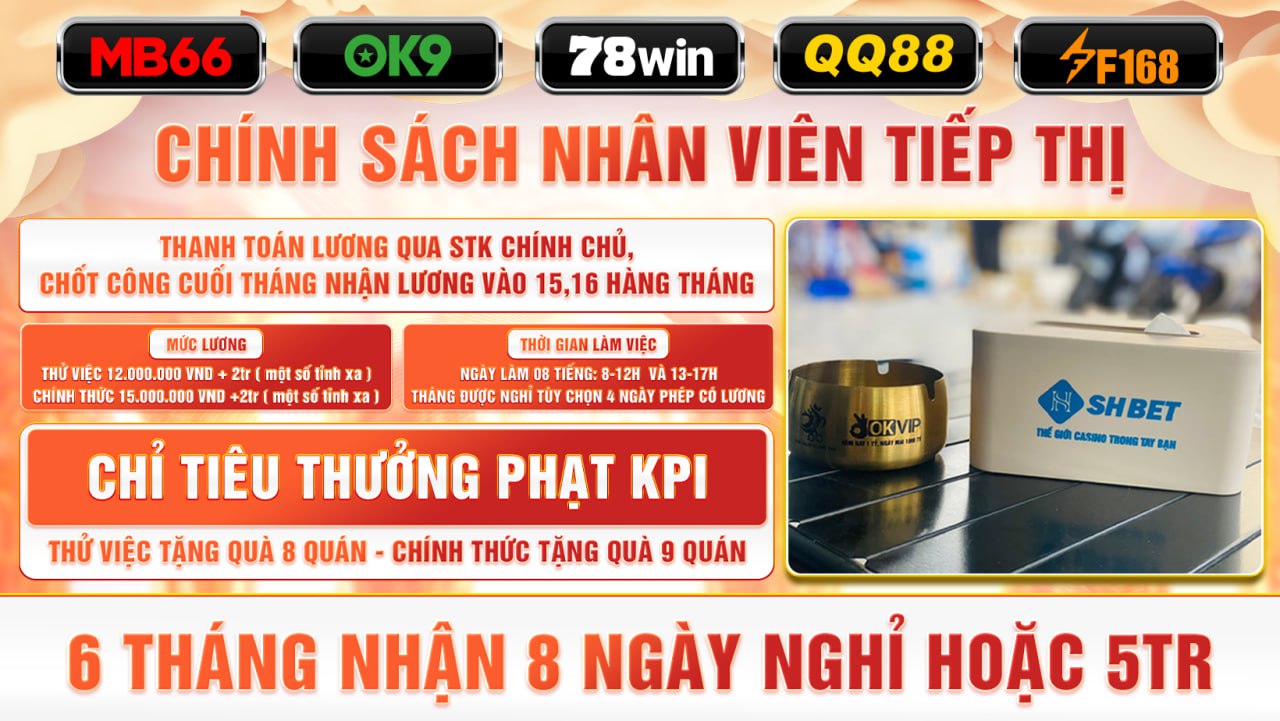 MB66
OK9
78win
QQ88
F168
CHÍNH SÁCH NHÂN VIÊN TIẾP THỊ
THANH TOÁN LƯƠNG QUA STK CHÍNH CHỦ,
CHỐT CÔNG CUỐI THÁNG NHẬN LƯƠNG VÀO 15,16 HÀNG THÁNG
MỨC LƯƠNG
THỬ VIỆC 12.000.000 VND + 2tr ( một số tỉnh xa )
CHÍNH THỨC 15.000.000 VND +2tr ( một số tỉnh xa )
THỜI GIAN LÀM VIỆC
NGÀY LÀM 08 TIẾNG: 8-12H VÀ 13-17H
THÁNG ĐƯỢC NGHỈ TÙY CHỌN 4 NGÀY PHÉP CÓ LƯƠNG
CHỈ TIÊU THƯỞNG PHẠT KPI
THỬ VIỆC TẶNG QUÀ 8 QUÁN - CHÍNH THỨC TẶNG QUÀ 9 QUÁN
OKVIP
SHBET
THẾ GIỚI CASINO TRONG TAY BẠN
6 THÁNG NHẬN 8 NGÀY NGHỈ HOẶC 5TR